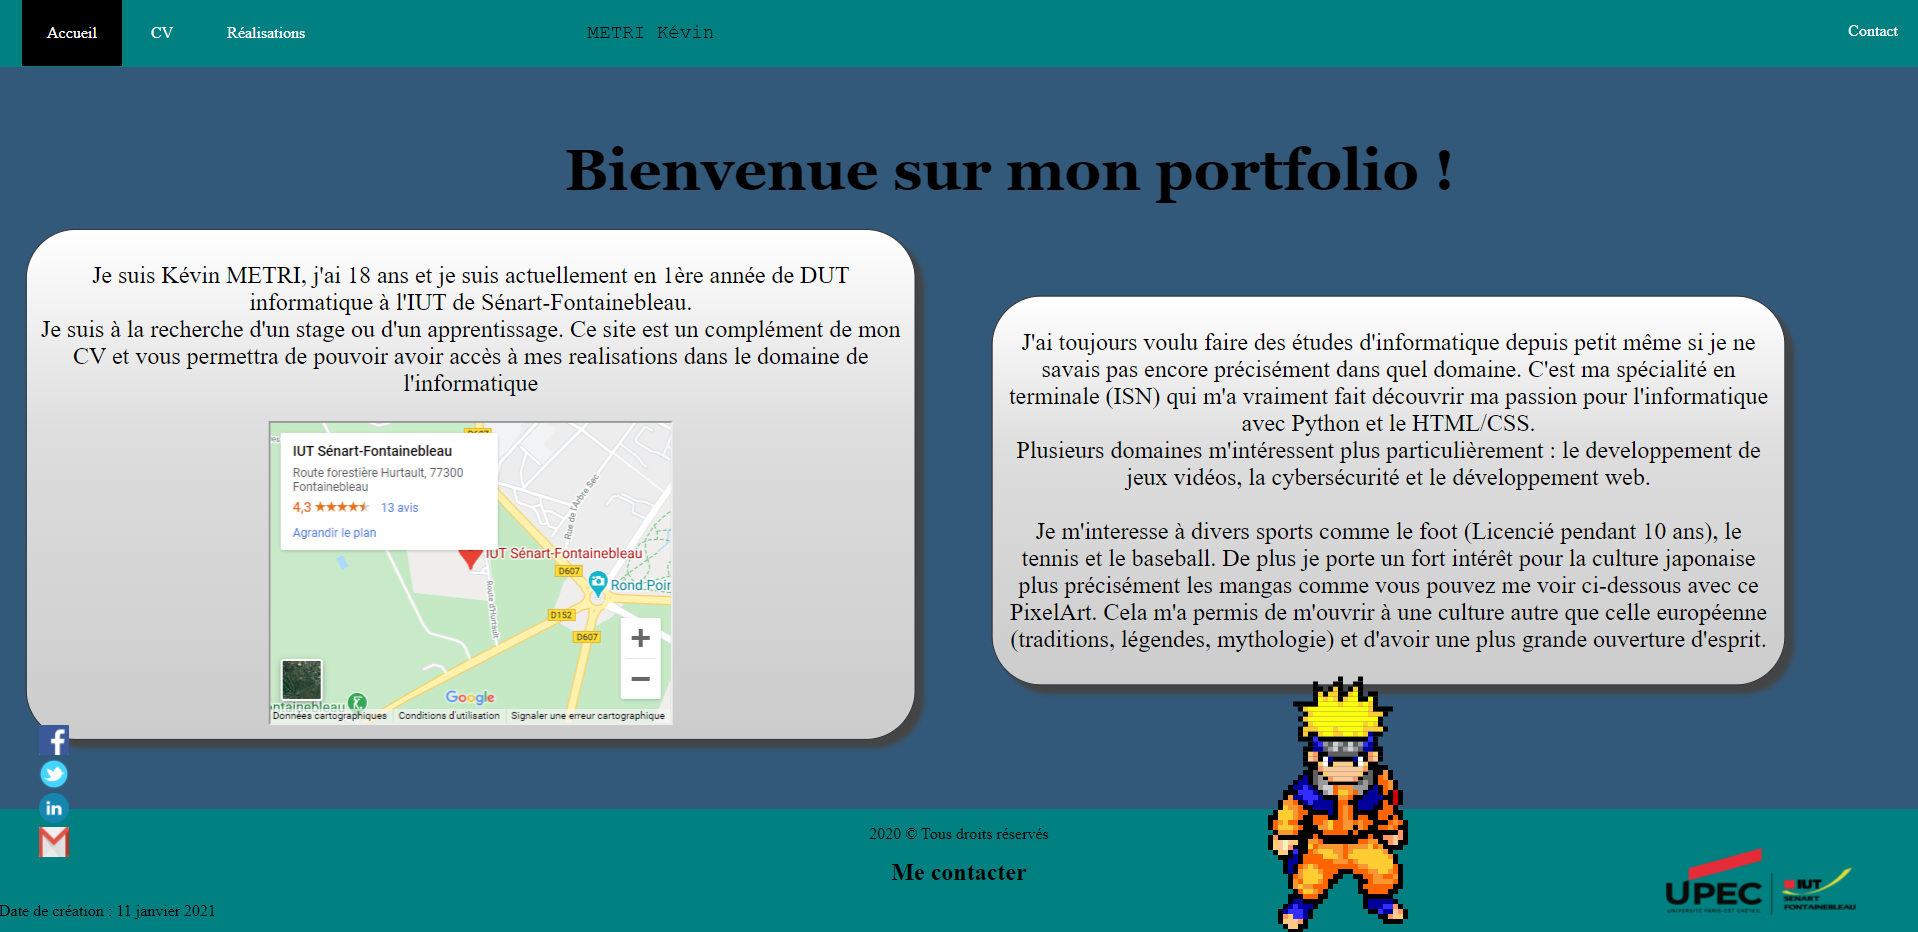 Accueil
CV
Réalisations
METRI Kévin
Contact
Bienvenue sur mon portfolio !
Je suis Kévin METRI, j'ai 18 ans et je suis actuellement en 1ère année de DUT
informatique à l'IUT de Sénart-Fontainebleau.
Je suis à la recherche d'un stage ou d'un apprentissage. Ce site est un complément de mon
CV et vous permettra de pouvoir avoir accès à mes realisations dans le domaine de
l'informatique
IUT Sénart-Fontainebleau
Route forestière Hurtault, 77300
Fontainebleau
4,3
13 avis
Agrandir le plan
Rue de l'Arbre Sec
IUT Sénart-Fontainebleau
D607
Rond Poin
Route d'Hurtault
D152
D607
Google
ntainebleau
Données cartographiques
Conditions d'utilisation
Signaler une erreur cartographique
J'ai toujours voulu faire des études d'informatique depuis petit même si je ne
savais pas encore précisément dans quel domaine. C'est ma spécialité en
terminale (ISN) qui m'a vraiment fait découvrir ma passion pour l'informatique
avec Python et le HTML/CSS.
Plusieurs domaines m'intéressent plus particulièrement : le developpement de
jeux vidéos, la cybersécurité et le développement web.
Je m'interesse à divers sports comme le foot (Licencié pendant 10 ans), le
tennis et le baseball. De plus je porte un fort intérêt pour la culture japonaise
plus précisément les mangas comme vous pouvez me voir ci-dessous avec ce
PixelArt. Cela m'a permis de m'ouvrir à une culture autre que celle européenne
(traditions, légendes, mythologie) et d'avoir une plus grande ouverture d'esprit.
f
in
2020 © Tous droits réservés
Me contacter
Date de création : 11 janvier 2021
UPEC
UNIVERSITÉ PARIS-EST CRÉTEIL
IUT
SENART
FONTAINEBLEAU